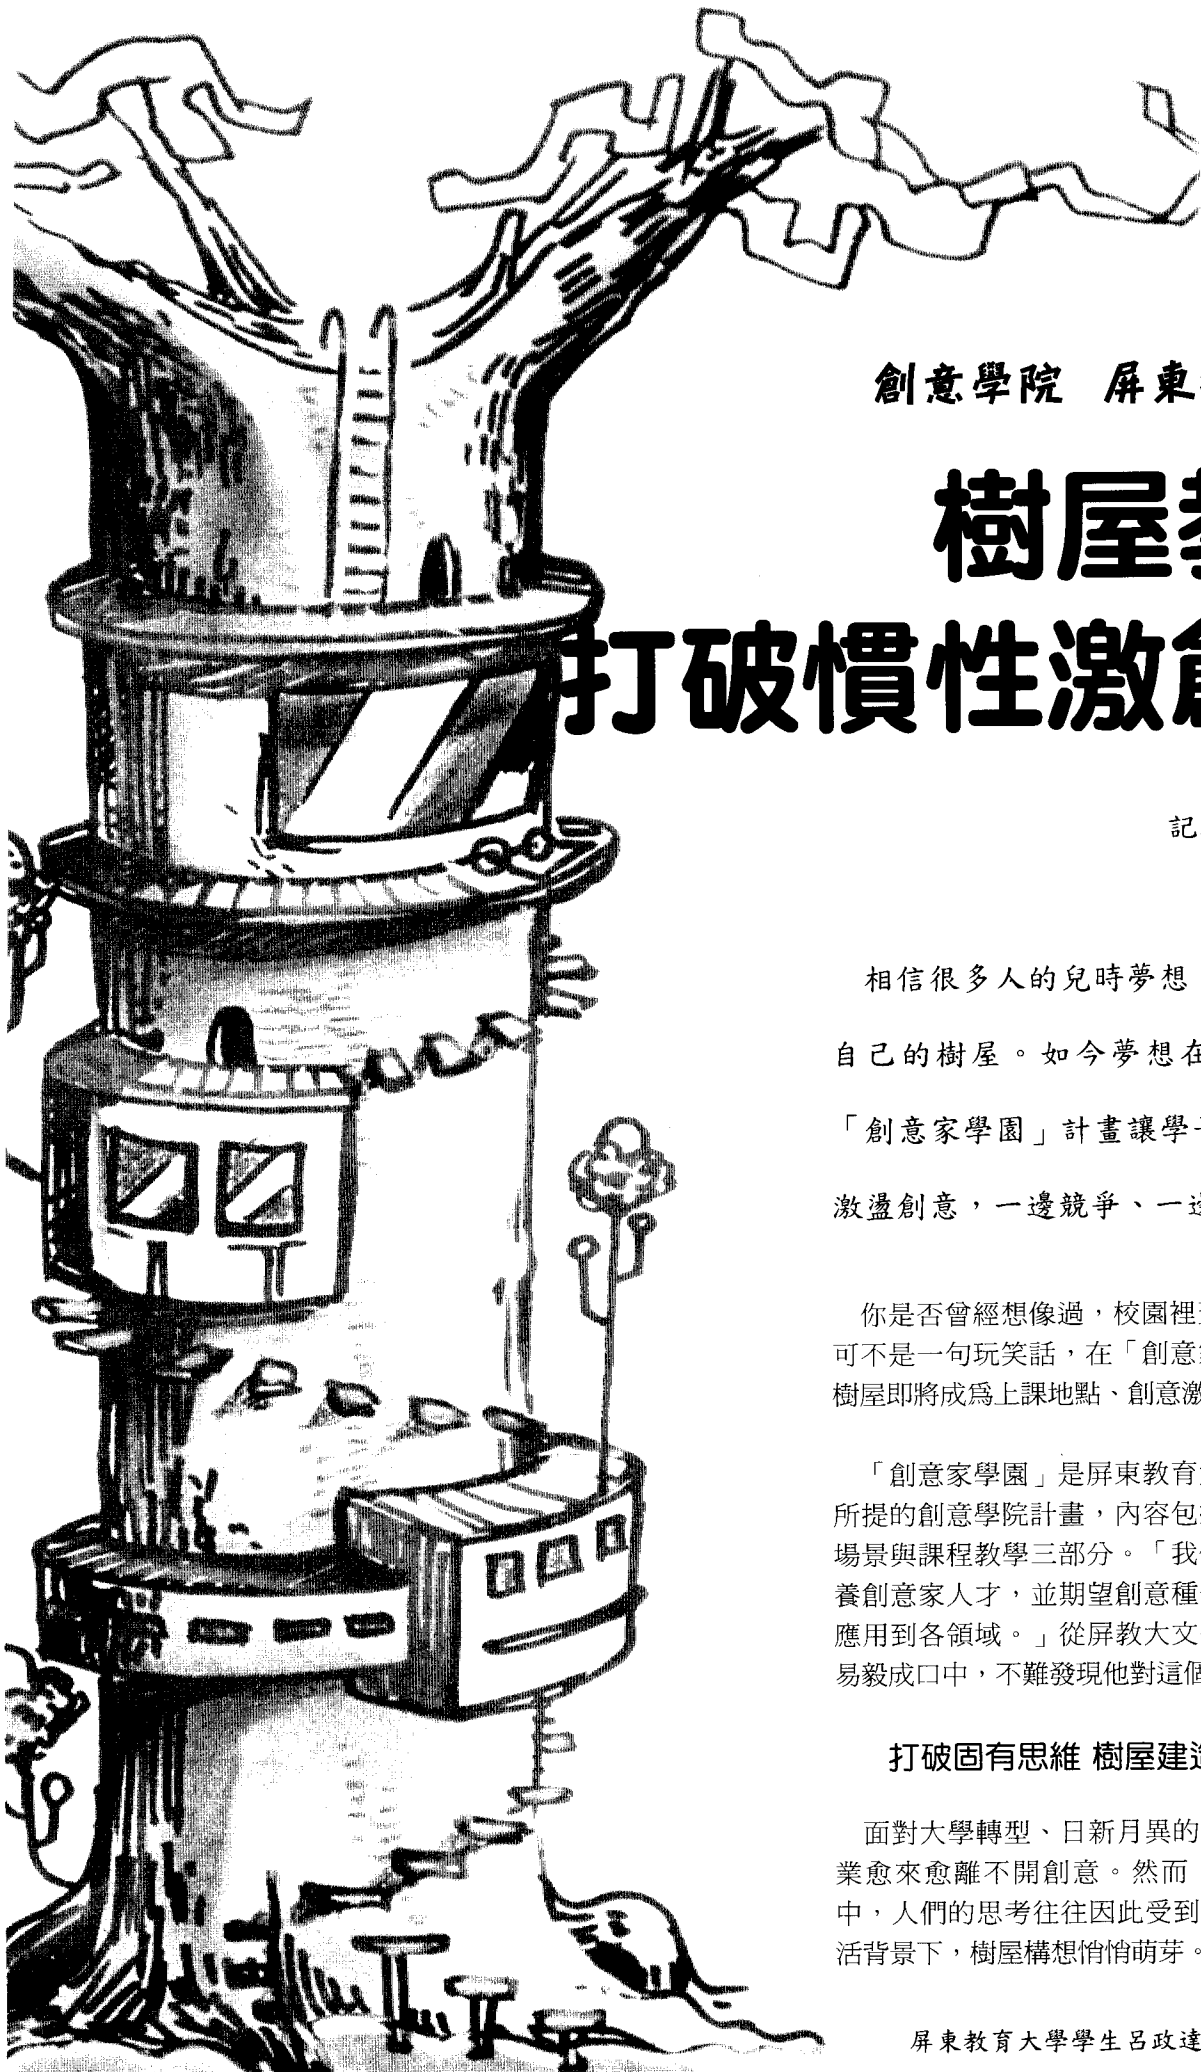 創意學院 屏東
樹屋
打破慣性激
記
相信很多人的兒時夢想
自己的樹屋。如今夢想在
「創意家學園」計畫讓學
激盪創意,一邊競爭、一邊
你是否曾經想像過,校園裡
可不是一句玩笑話,在「創意
樹屋即將成為上課地點、創意激
「創意家學園」是屏東教育
所提的創意學院計畫,內容包
場景與課程教學三部分。「我
養創意家人才,並期望創意種
應用到各領域。」從屏教大文
易毅成口中,不難發現他對這個
打破固有思維 樹屋建造
面對大學轉型、日新月異的
業愈來愈離不開創意。然而
中,人們的思考往往因此受到
活背景下,樹屋構想悄悄萌芽。
屏東教育大學學生呂政達